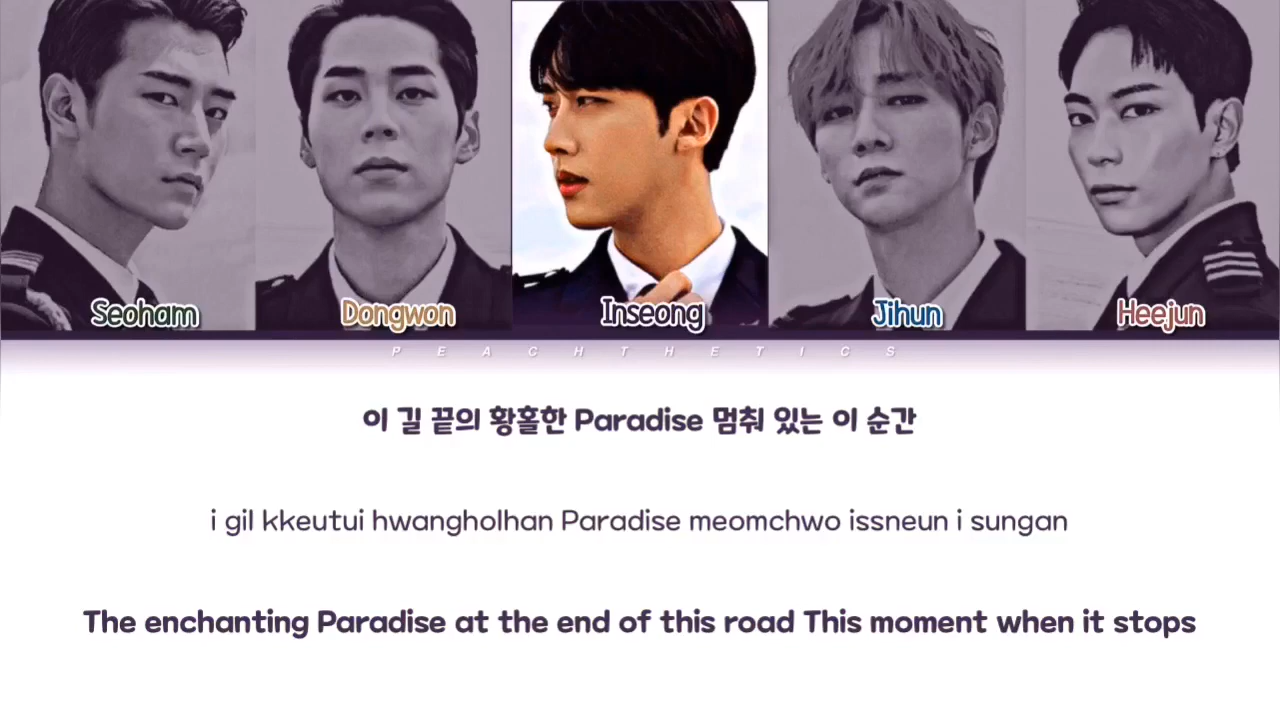 Seoham Dongwon Inseong Jihun Heejun
PEACHTHETICS
이 길 끝의 황홀한 Paradise 멈춰 있는 이 순간
i gil kkeutui hwangholhan Paradise meomchwo issneun i sungan
The enchanting Paradise at the end of this road This moment when it stops